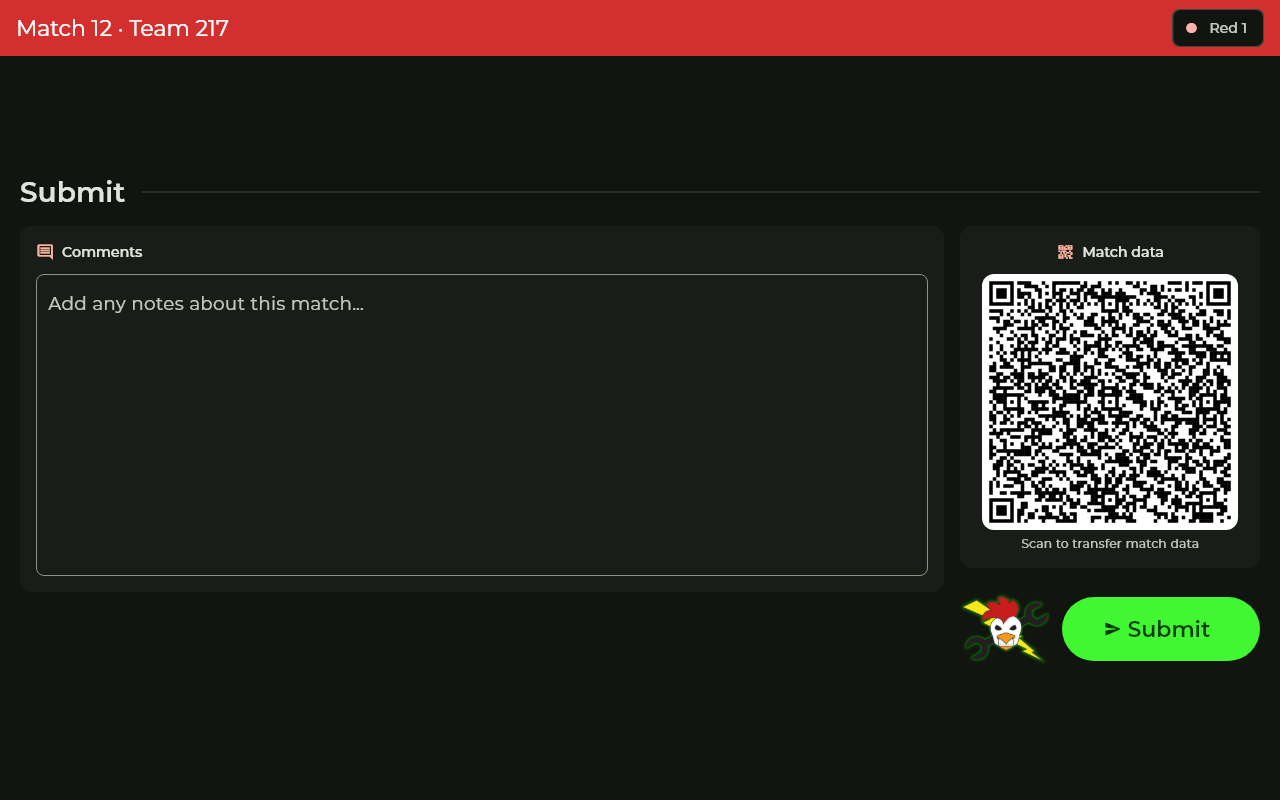 Match 12 · Team 217
Red 1
Submit
Comments
Add any notes about this match...
Match data
Scan to transfer match data
Submit